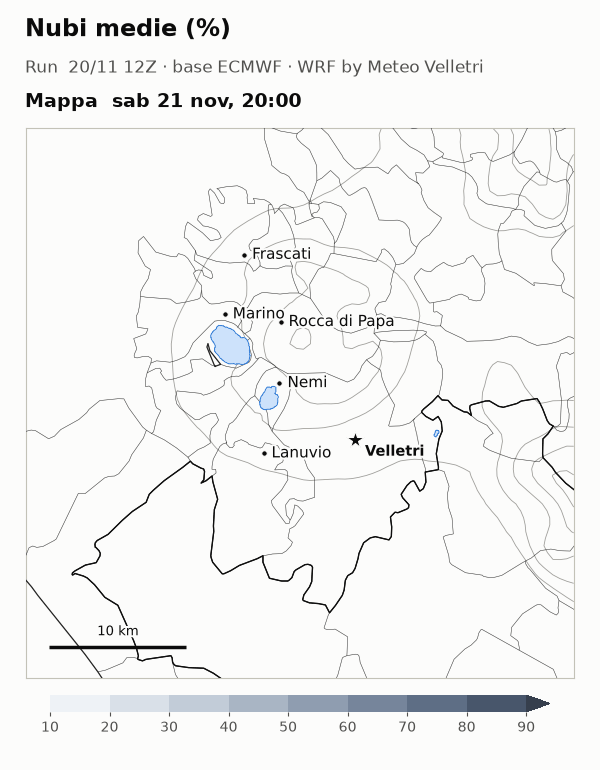 Nubi medie (%)
Run  20/11 12Z · base ECMWF · WRF by Meteo Velletri
Mappa  sab 21 nov, 20:00
Frascati
Marino
Rocca di Papa
Nemi
Velletri
Lanuvio
10 km
10 20 30 40 50 60 70 80 90